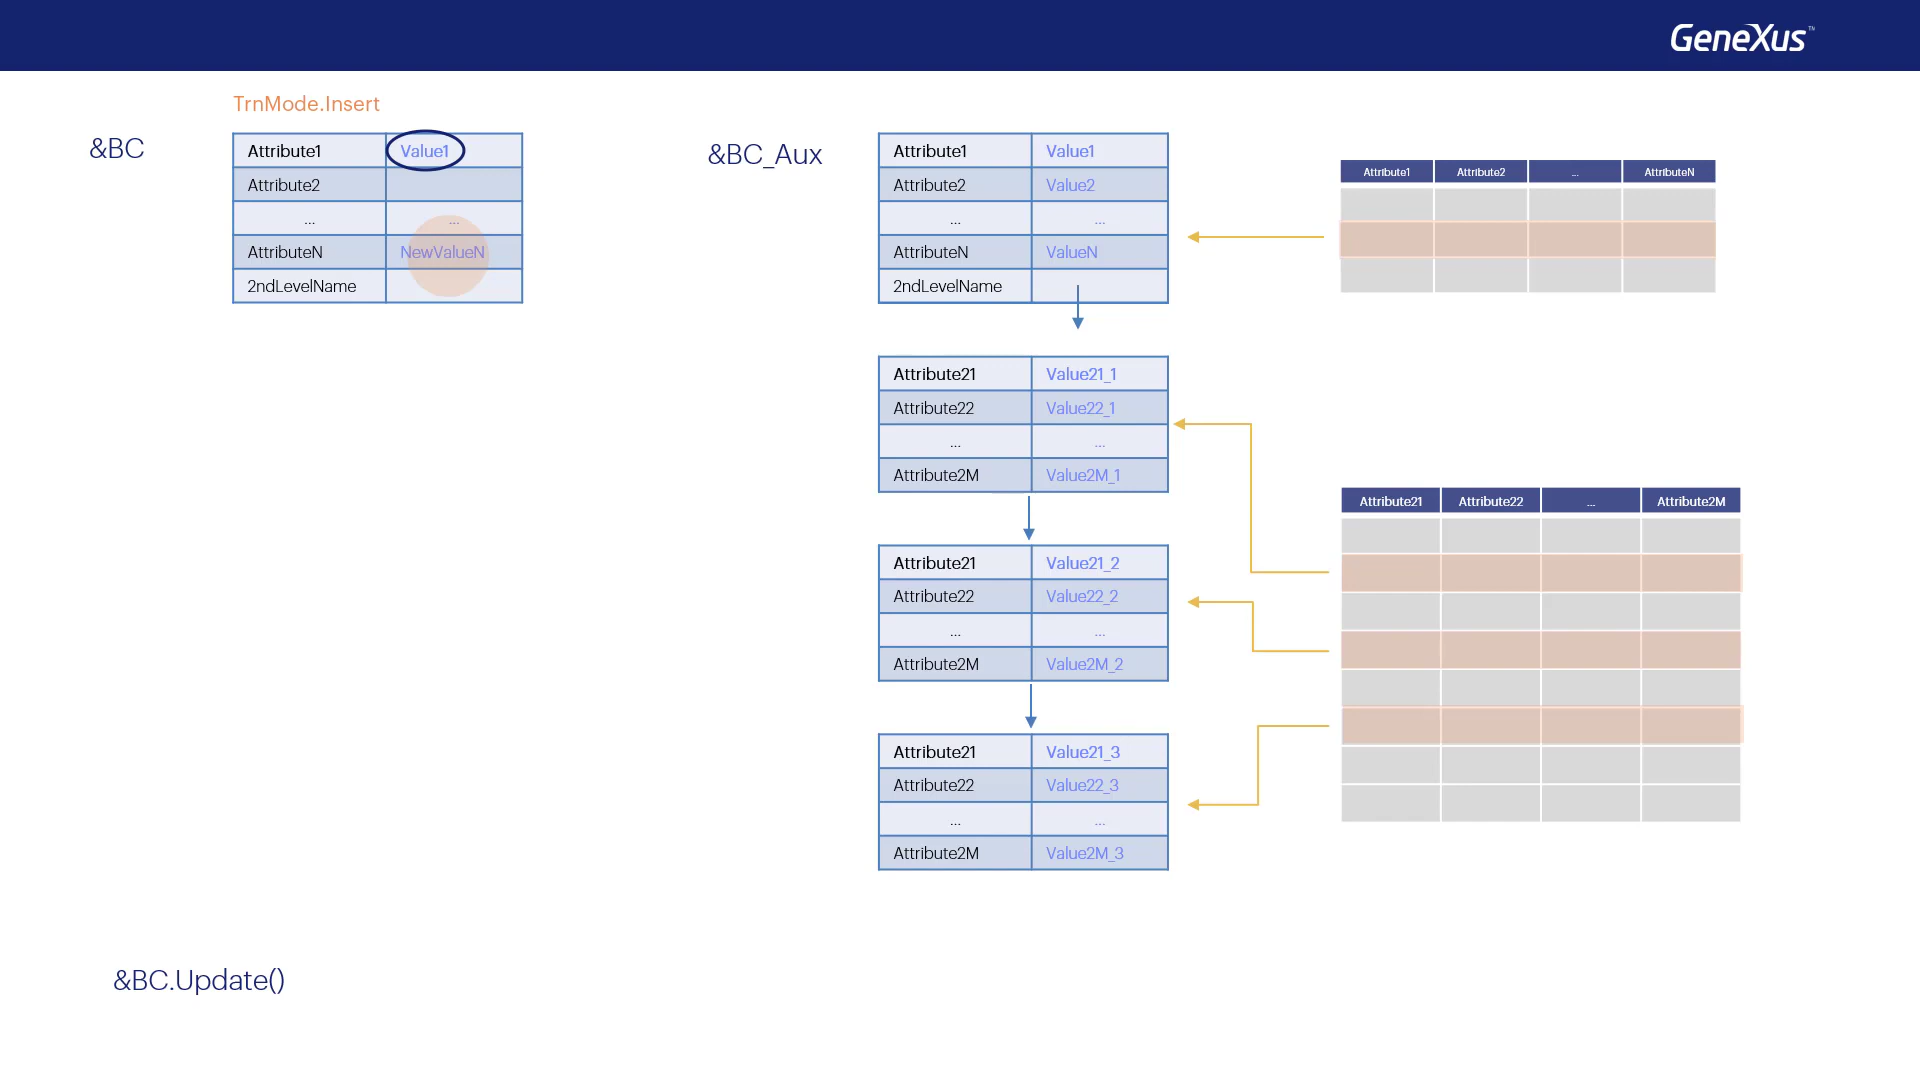 GeneXus™
TrnMode.Insert
&BC
Attribute1 Value1
Attribute2
... ...
AttributeN NewValueN
2ndLevelName
&BC_Aux
Attribute1 Value1
Attribute2 Value2
... ...
AttributeN ValueN
2ndLevelName
Attribute1 Attribute2 ... AttributeN
Attribute21 Value21_1
Attribute22 Value22_1
... ...
Attribute2M Value2M_1
Attribute21 Value21_2
Attribute22 Value22_2
... ...
Attribute2M Value2M_2
Attribute21 Value21_3
Attribute22 Value22_3
... ...
Attribute2M Value2M_3
Attribute21 Attribute22 ... Attribute2M
&BC.Update()